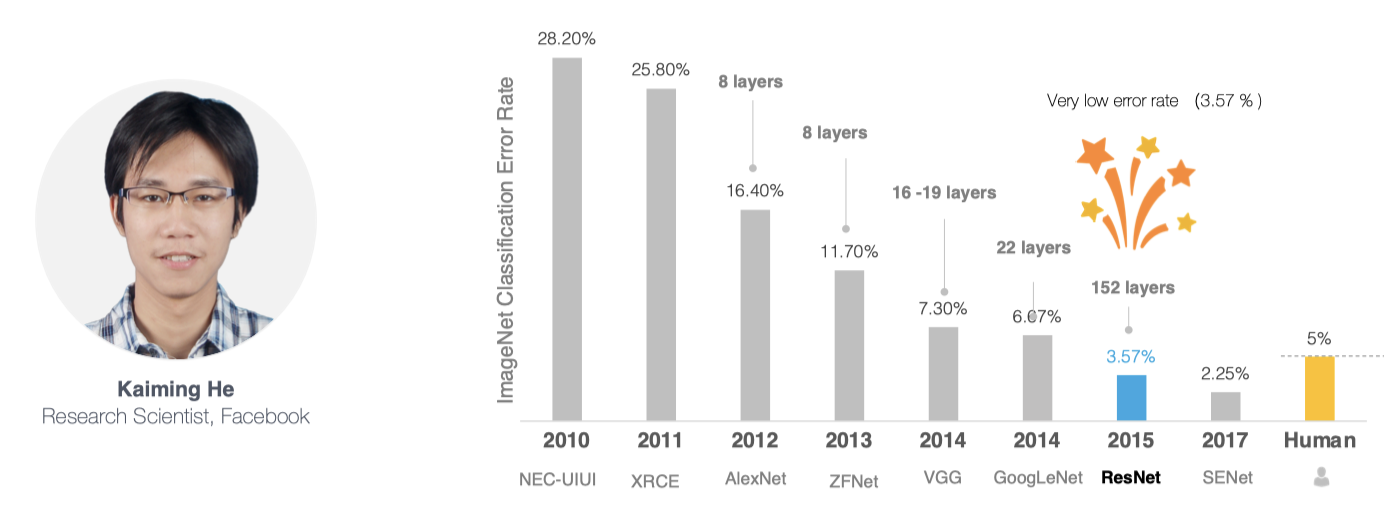 Kaiming He
Research Scientist, Facebook
ImageNet Classification Error Rate
28.20%
25.80%
8 layers
16.40%
8 layers
11.70%
16 -19 layers
7.30%
22 layers
Very low error rate (3.57 % )
152 layers
3.57%
2.25%
5%
2010 2011 2012 2013 2014 2014 2015 2017 Human
NEC-UIUI XRCE AlexNet ZFNet VGG GoogLeNet ResNet SENet